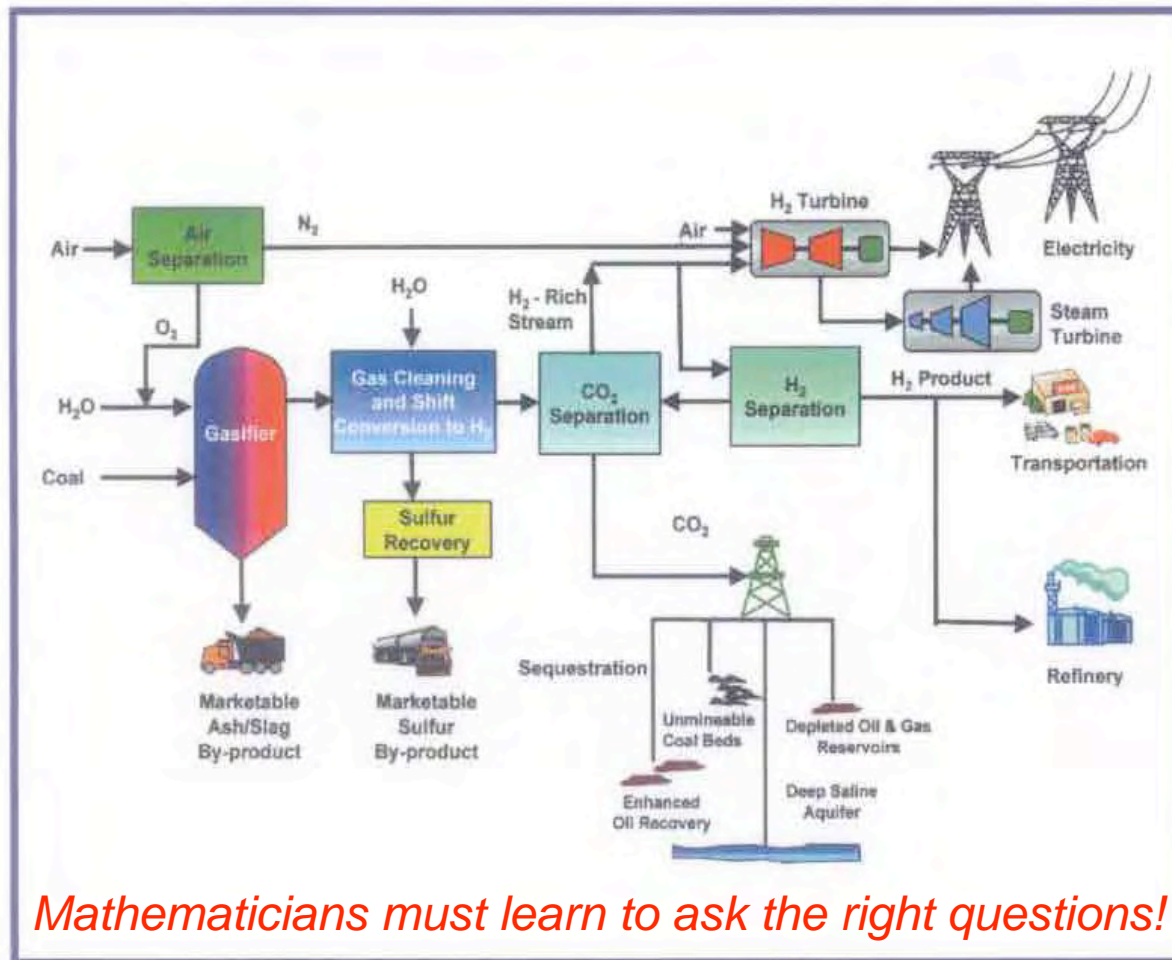 H2 Turbine
Air
Electricity
Air
Air
Separation
N2
H2O
H2 - Rich
Stream
Steam
Turbine
O2
H2O
Coal
Gasifier
Gas Cleaning
and Shift
Conversion to H2
CO2
Separation
H2
Separation
H2 Product
Transportation
Sulfur
Recovery
CO2
Sequestration
Refinery
Marketable
Ash/Slag
By-product
Marketable
Sulfur
By-product
Unmineable
Coal Beds
Depleted Oil & Gas
Reservoirs
Enhanced
Oil Recovery
Deep Saline
Aquifer
Mathematicians must learn to ask the right questions!